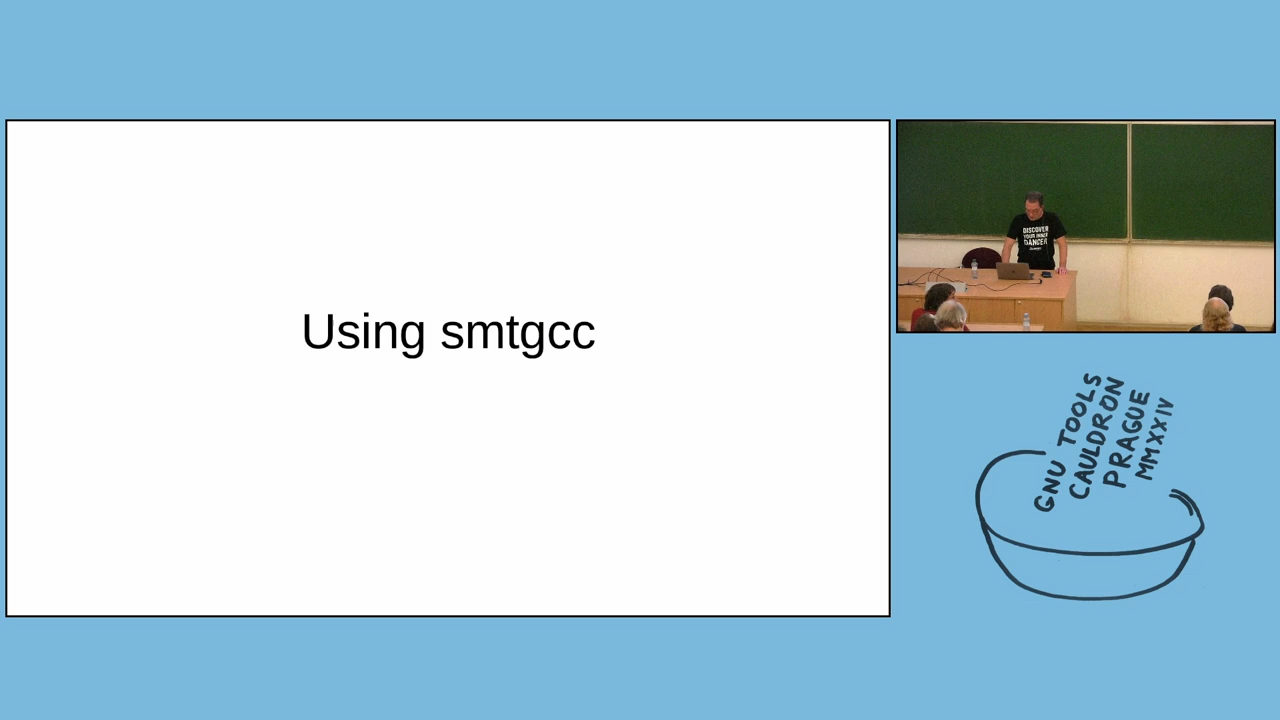 Using smtgcc
DISCOVER
YOUR INNER
DANCER
GNU TOOLS
CAULDRON
PRAGUE
MMXXIV